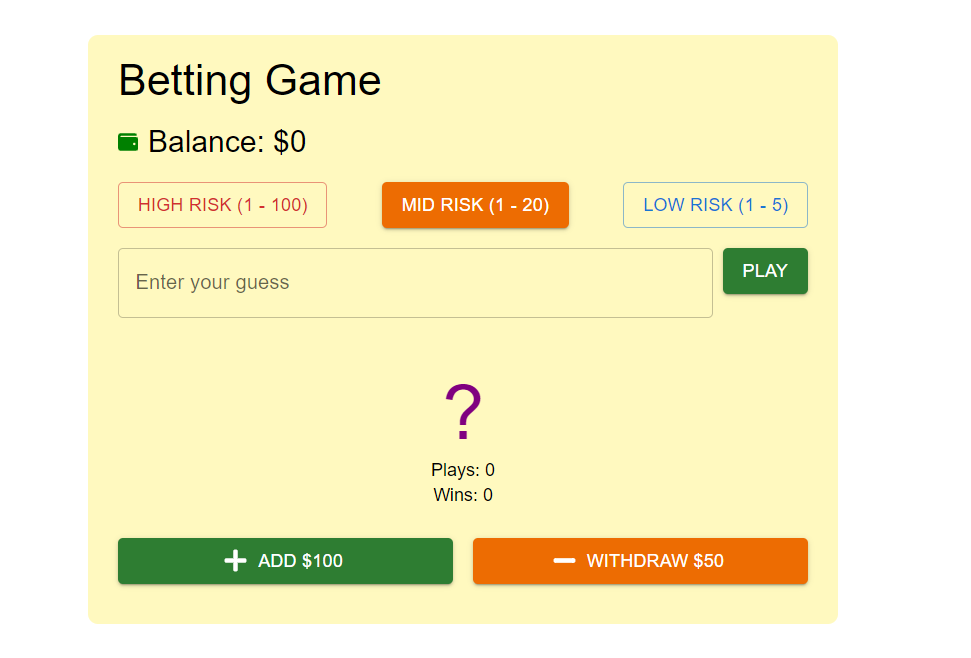 Betting Game
Balance: $0
HIGH RISK (1 - 100) MID RISK (1 - 20) LOW RISK (1 - 5)
Enter your guess PLAY
?
Plays: 0
Wins: 0
ADD $100 WITHDRAW $50